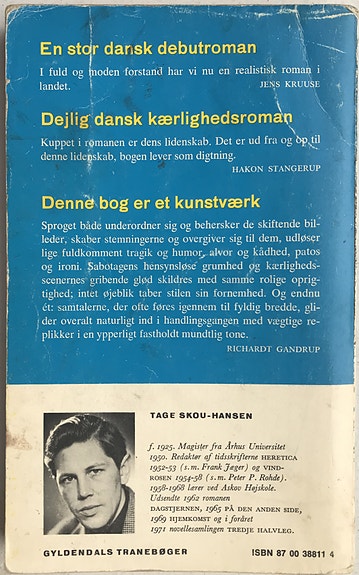 En stor dansk debutroman
I fuld og moden forstand har vi nu en realistisk roman i
landet.
JENS KRUUSE
Dejlig dansk kærlighedsroman
Kuppet i romanen er dens lidenskab. Det er ud fra og op til
denne lidenskab, bogen lever som digtning.
HAKON STANGERUP
Denne bog er et kunstværk
Sproget både underordner sig og behersker de skiftende bil-
leder, skaber stemningerne og overgiver sig til dem, udløser
lige fuldkomment tragik og humor, alvor og kådhed, patos
og ironi. Sabotagens hensynsløse grumhed og kærligheds-
scenernes gribende glød skildres med samme rolige oprig-
tighed; intet øjeblik taber stilen sin fornemhed. Og endnu
ét: samtalerne, der ofte føres igennem til fyldig bredde, gli-
der overalt naturligt ind i handlingsgangen med vægtige re-
plikker i en ypperligt fastholdt mundtlig tone.
RICHARDT GANDRUP
TAGE SKOU-HANSEN
f. 1925. Magister fra Århus Universitet
1950. Redaktør af tidsskrifterne HERETICA
1952-53 (s.m. Frank Jæger) og VIND-
ROSEN 1954-58 (s.m. Peter P. Rohde).
1958-1968 lærer ved Askov Højskole.
Udsendte 1962 romanen
DAGSTJERNEN, 1965 PÅ DEN ANDEN SIDE,
1969 HJEMKOMST og i foråret
1971 novellesamlingen TREDJE HALVLEG.
GYLDENDALS TRANEBØGER
ISBN 87 00 38811 4